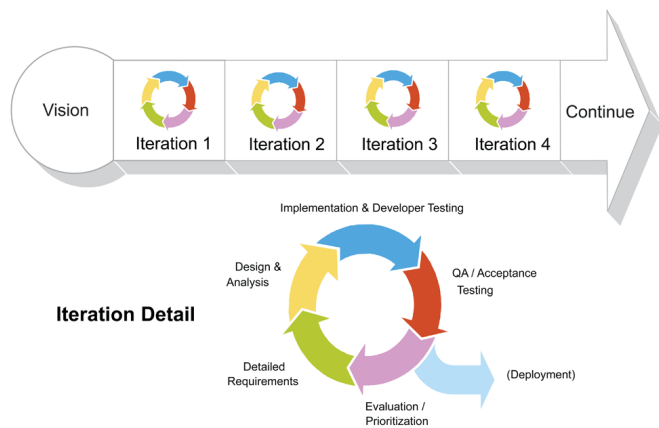 Vision
Iteration 1
Iteration 2
Iteration 3
Iteration 4
Continue
Implementation & Developer Testing
Design &
Analysis
QA / Acceptance
Testing
Iteration Detail
Detailed
Requirements
(Deployment)
Evaluation /
Prioritization